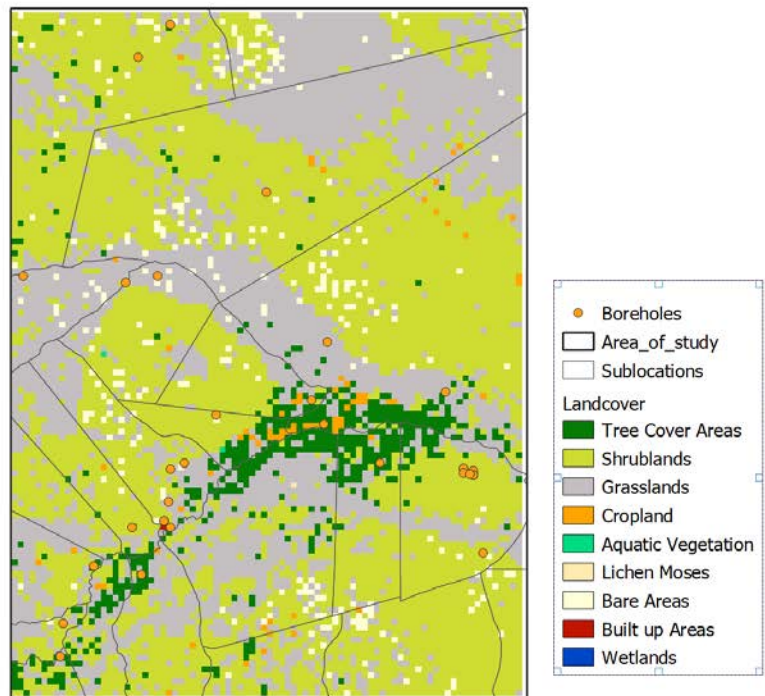 Boreholes
Area_of_study
Sublocations
Landcover
Tree Cover Areas
Shrublands
Grasslands
Cropland
Aquatic Vegetation
Lichen Moses
Bare Areas
Built up Areas
Wetlands